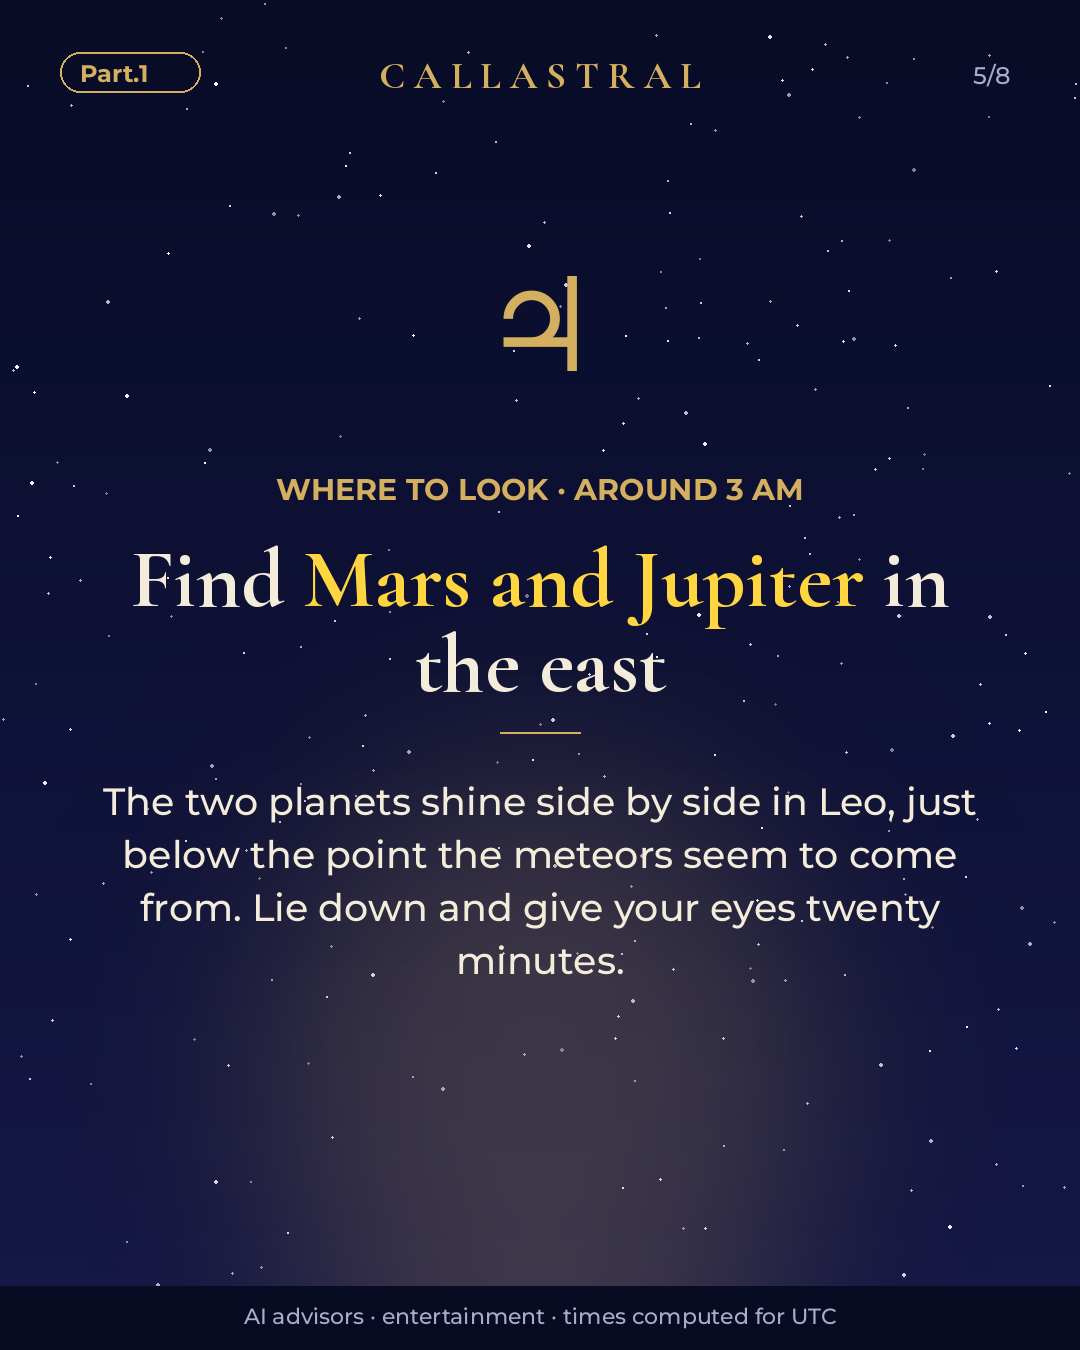 Part.1
CALLASTRAL
5/8
♃
WHERE TO LOOK · AROUND 3 AM
Find Mars and Jupiter in
the east
The two planets shine side by side in Leo, just
below the point the meteors seem to come
from. Lie down and give your eyes twenty
minutes.
AI advisors · entertainment · times computed for UTC